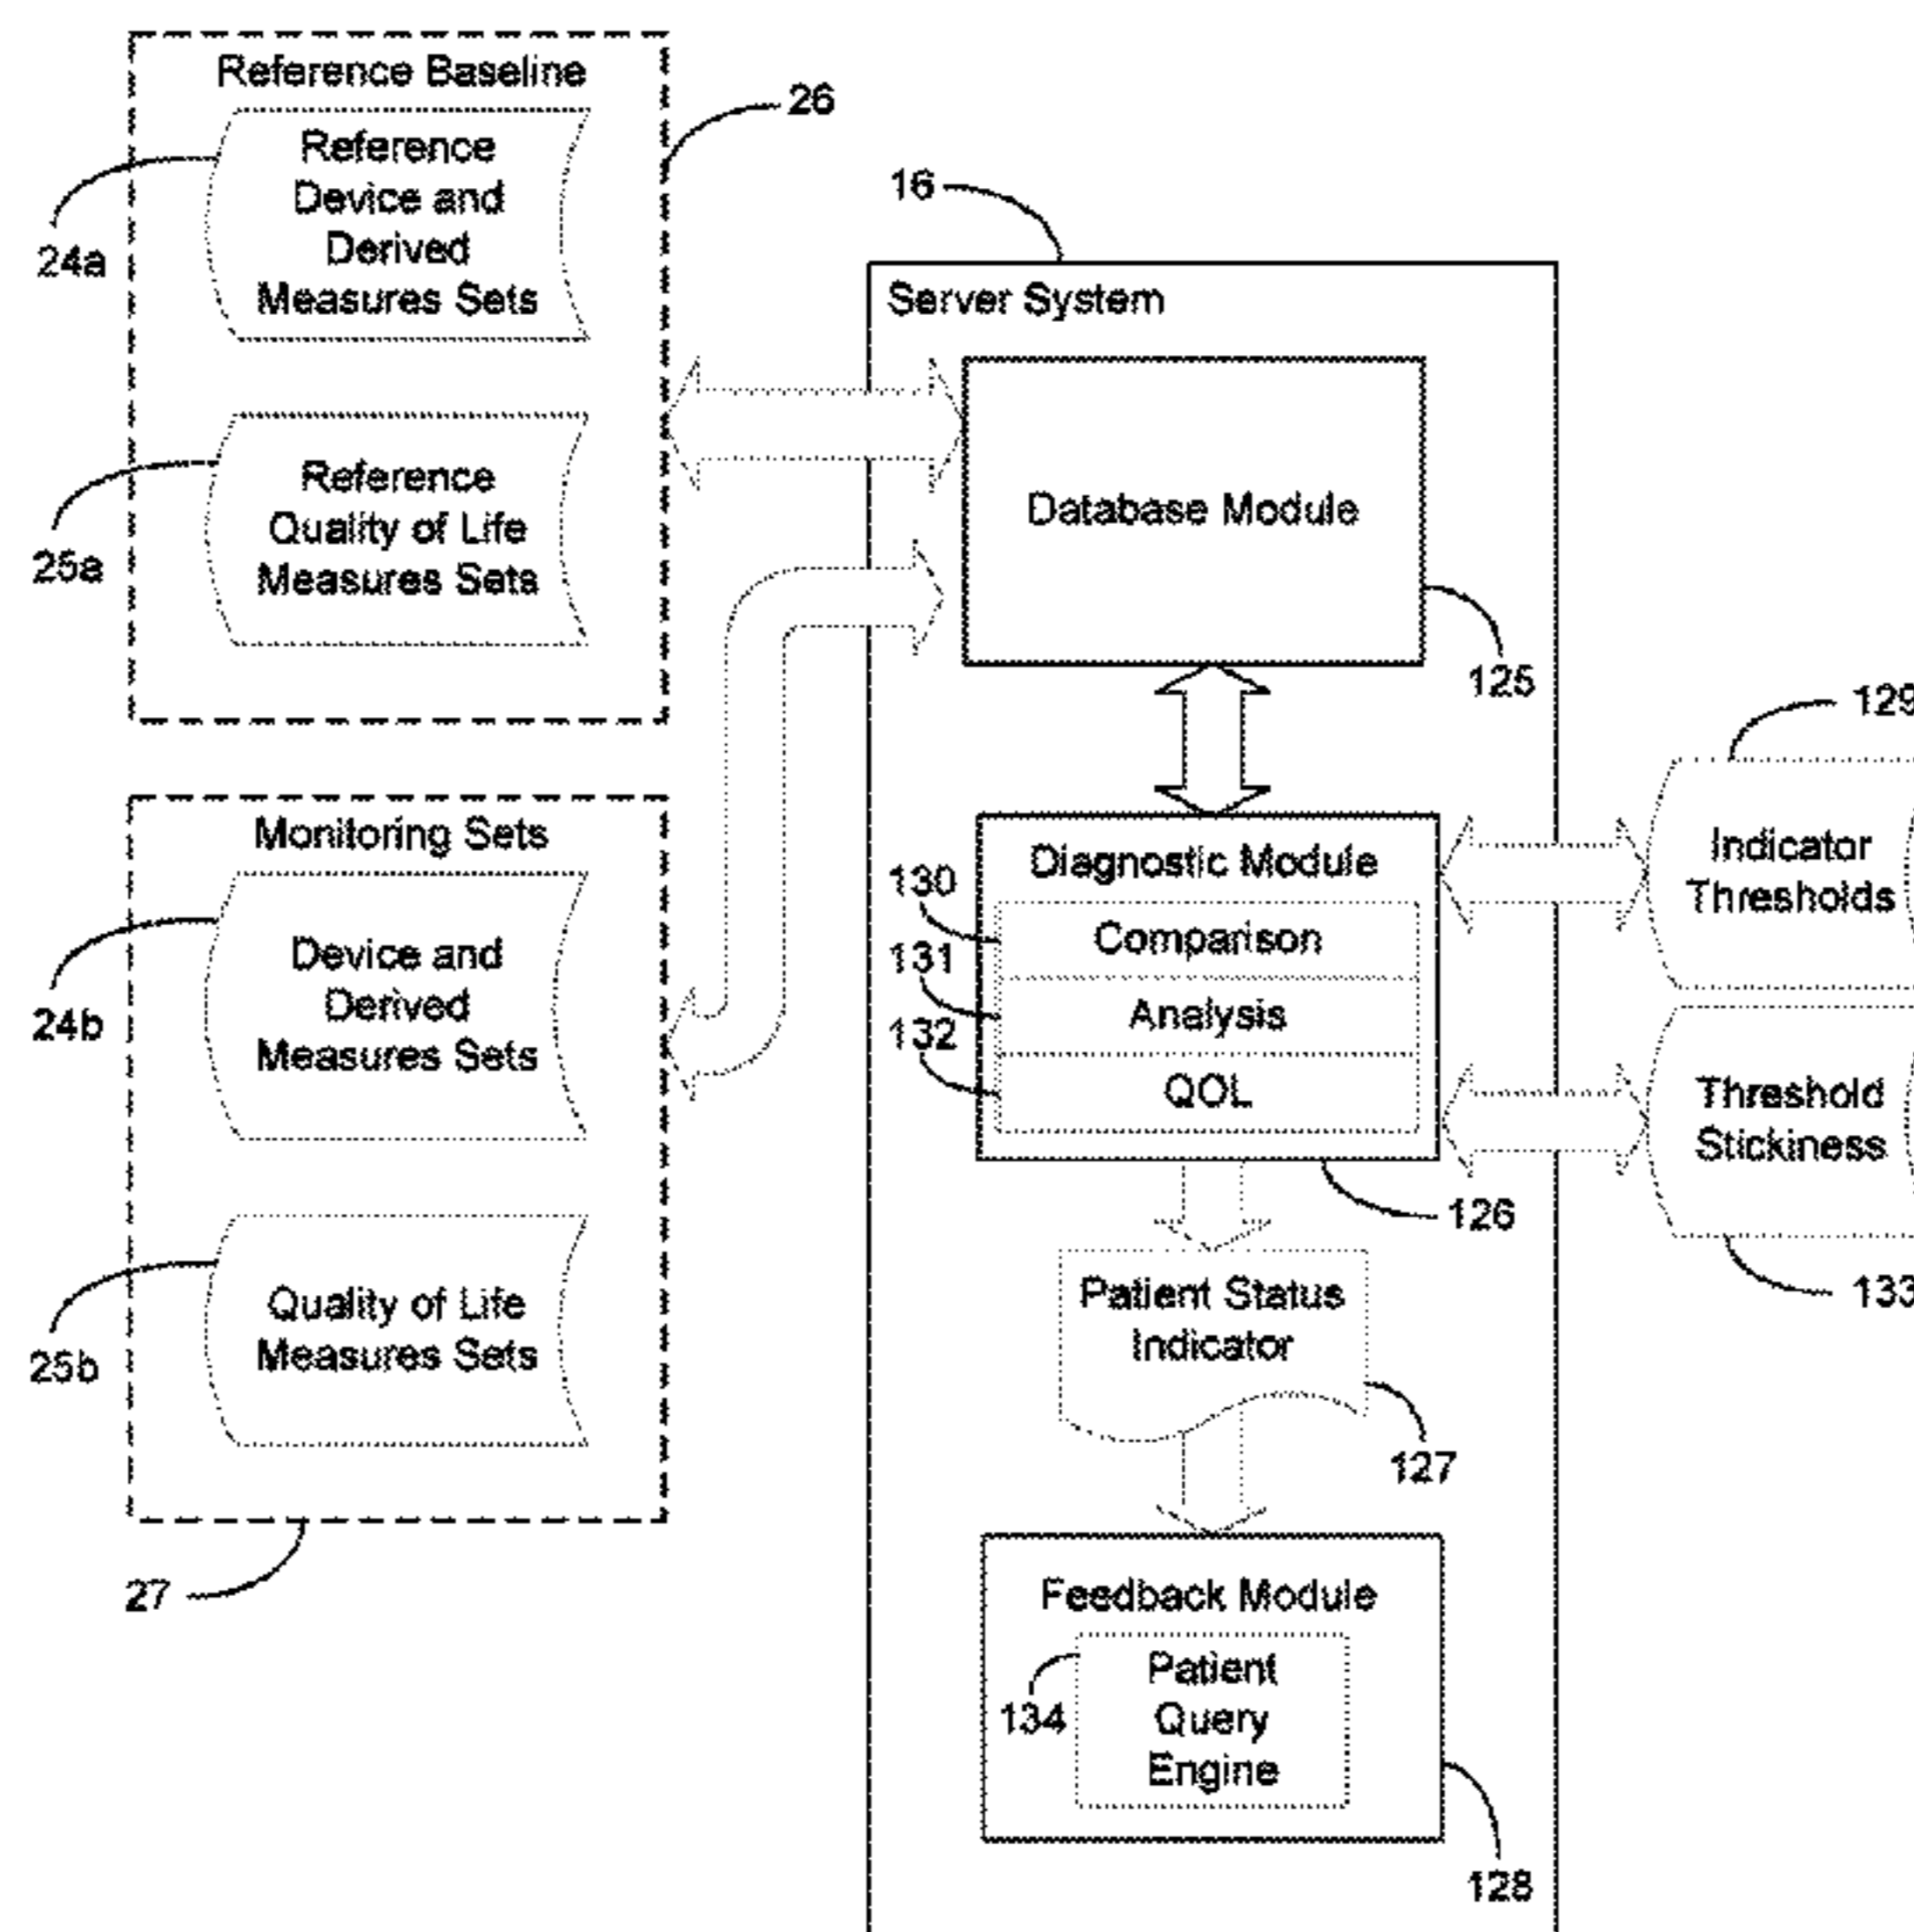 Reference Baseline
26
Reference
Device and
Derived
Measures Sets
24a
Reference
Quality of Life
Measures Sets
25a
16
Server System
Database Module
125
129
Monitoring Sets
Device and
Derived
Measures Sets
24b
Quality of Life
Measures Sets
25b
27
Diagnostic Module
130
Comparison
131
Analysis
132
QOL
126
Indicator
Thresholds
Threshold
Stickiness
133
Patient Status
Indicator
127
Feedback Module
Patient
Query
Engine
134
128